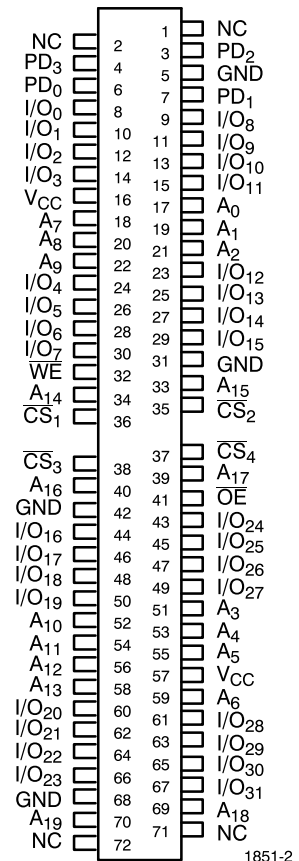 1 NC
NC 2
3 PD2
PD3 4
5 GND
PD0 6
7 PD1
I/O0 8
9 I/O8
I/O1 10
11 I/O9
I/O2 12
13 I/O10
I/O3 14
15 I/O11
VCC 16
17 A0
A7 18
19 A1
A8 20
21 A2
A9 22
23 I/O12
I/O4 24
25 I/O13
I/O5 26
27 I/O14
I/O6 28
29 I/O15
I/O7 30
31 GND
WE 32
33 A15
A14 34
35 CS2
CS1 36
37 CS4
CS3 38
39 A17
A16 40
41 OE
GND 42
43 I/O24
I/O16 44
45 I/O25
I/O17 46
47 I/O26
I/O18 48
49 I/O27
I/O19 50
51 A3
A10 52
53 A4
A11 54
55 A5
A12 56
57 VCC
A13 58
59 A6
I/O20 60
61 I/O28
I/O21 62
63 I/O29
I/O22 64
65 I/O30
I/O23 66
67 I/O31
GND 68
69 A18
A19 70
71 NC
NC 72
1851-2